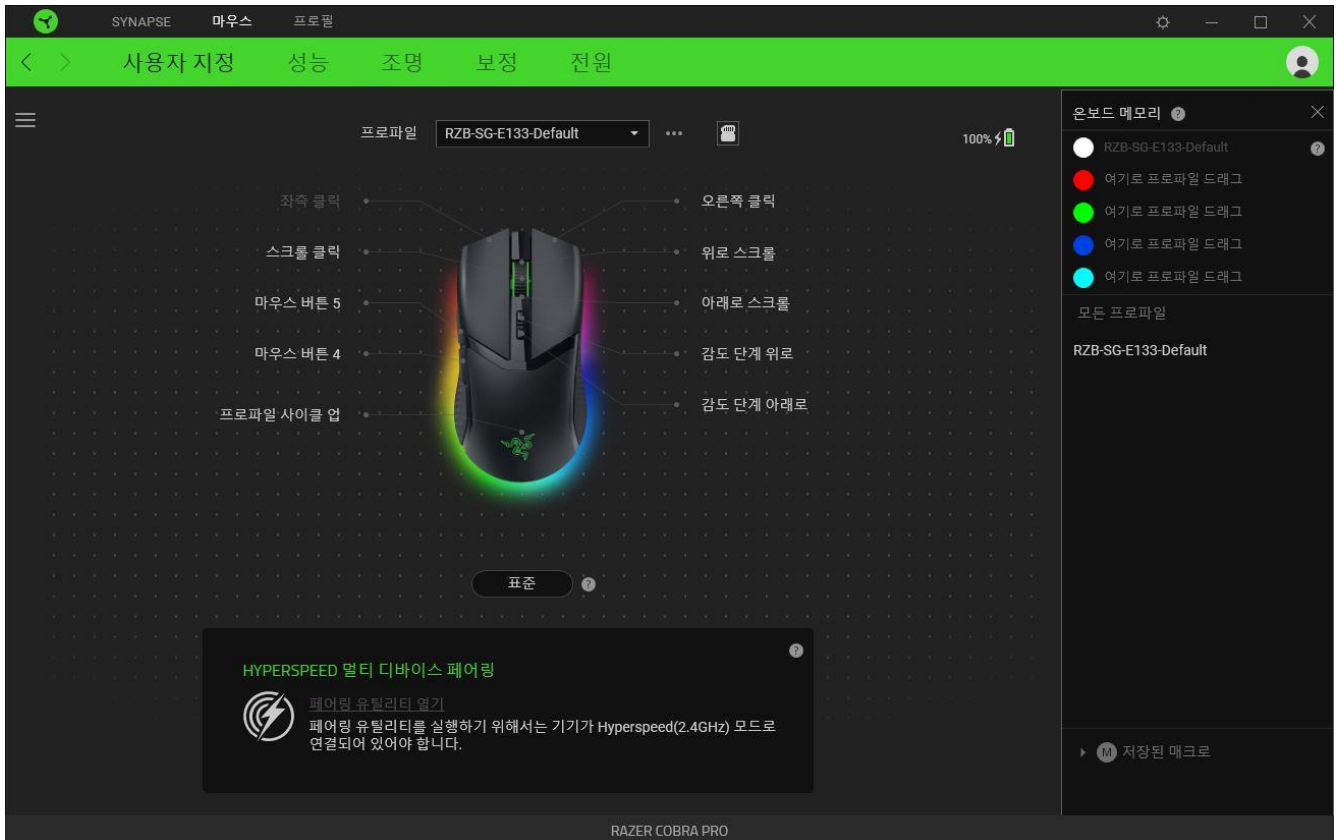 SYNAPSE 마우스 프로필
사용자 지정 성능 조명 보정 전원
프로파일 RZB-SG-E133-Default
100%
좌측 클릭
스크롤 클릭
마우스 버튼 5
마우스 버튼 4
프로파일 사이클 업
오른쪽 클릭
위로 스크롤
아래로 스크롤
감도 단계 위로
감도 단계 아래로
표준 ?
?
HYPERSPEED 멀티 디바이스 페어링
페어링 유틸리티 열기
페어링 유틸리티를 실행하기 위해서는 기기가 Hyperspeed(2.4GHz) 모드로
연결되어 있어야 합니다.
온보드 메모리 ?
RZB-SG-E133-Default ?
여기로 프로파일 드래그
여기로 프로파일 드래그
여기로 프로파일 드래그
여기로 프로파일 드래그
모든 프로파일
RZB-SG-E133-Default
M 저장된 매크로
RAZER COBRA PRO